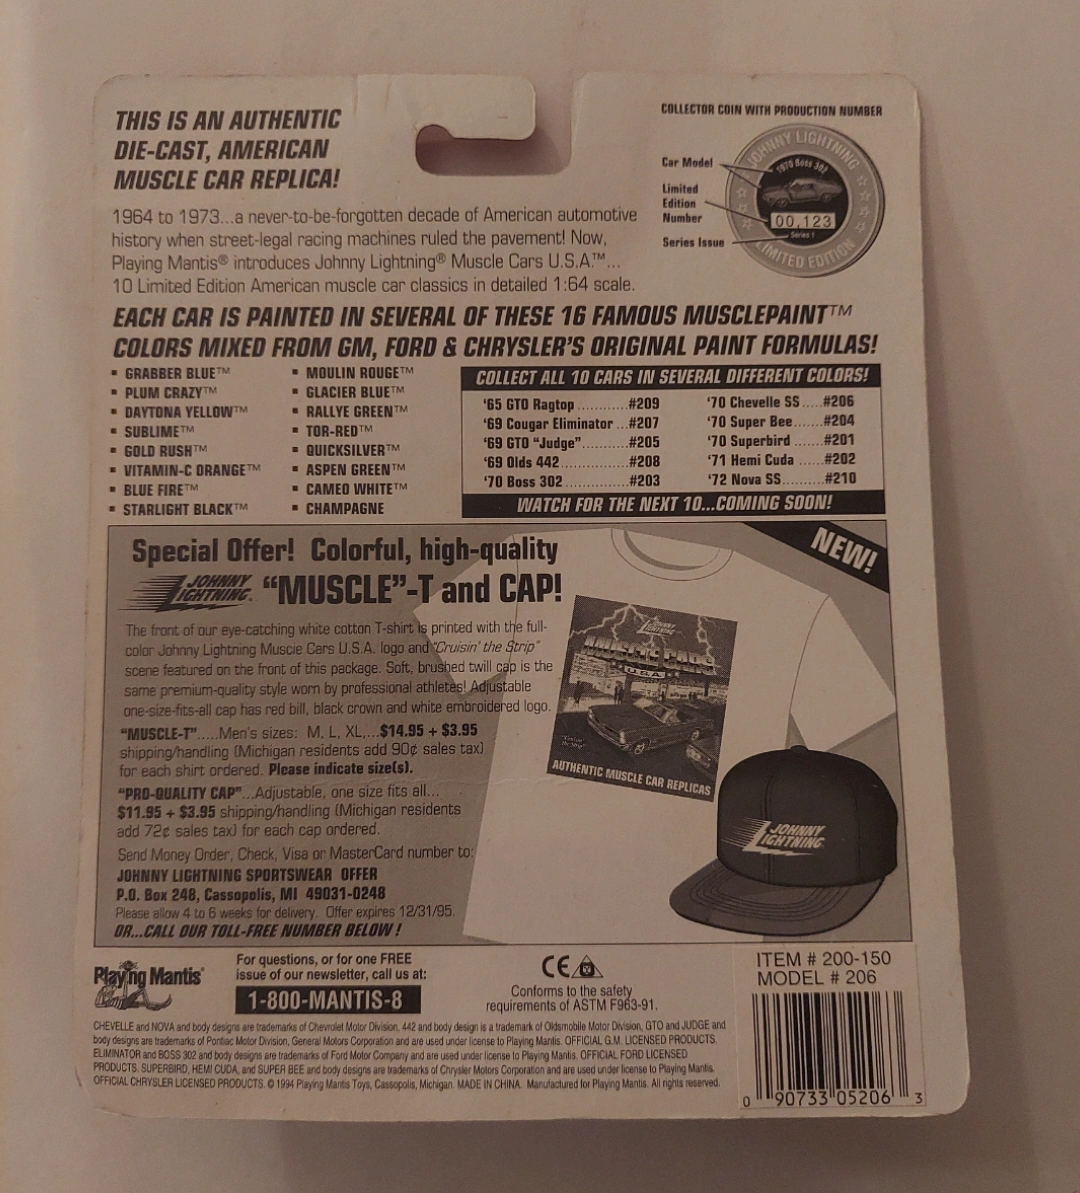 THIS IS AN AUTHENTIC
DIE-CAST, AMERICAN
MUSCLE CAR REPLICA!
COLLECTOR COIN WITH PRODUCTION NUMBER
Car Model
Limited
Edition
Number
Series Issue
JOHNNY LIGHTNING
1970 Boss 302
00,123
Series 1
LIMITED EDITION
1964 to 1973...a never-to-be-forgotten decade of American automotive
history when street-legal racing machines ruled the pavement! Now,
Playing Mantis® introduces Johnny Lightning® Muscle Cars U.S.A.™...
10 Limited Edition American muscle car classics in detailed 1:64 scale.
EACH CAR IS PAINTED IN SEVERAL OF THESE 16 FAMOUS MUSCLEPAINT™
COLORS MIXED FROM GM, FORD & CHRYSLER'S ORIGINAL PAINT FORMULAS!
▪ GRABBER BLUE™
▪ PLUM CRAZY™
▪ DAYTONA YELLOW™
▪ SUBLIME™
▪ GOLD RUSH™
▪ VITAMIN-C ORANGE™
▪ BLUE FIRE™
▪ STARLIGHT BLACK™
▪ MOULIN ROUGE™
▪ GLACIER BLUE™
▪ RALLYE GREEN™
▪ TOR-RED™
▪ QUICKSILVER™
▪ ASPEN GREEN™
▪ CAMEO WHITE™
▪ CHAMPAGNE
COLLECT ALL 10 CARS IN SEVERAL DIFFERENT COLORS!
'65 GTO Ragtop ............#209
'69 Cougar Eliminator ...#207
'69 GTO "Judge"...........#205
'69 Olds 442................#208
'70 Boss 302...............#203
'70 Chevelle SS.....#206
'70 Super Bee.......#204
'70 Superbird .......#201
'71 Hemi Cuda ......#202
'72 Nova SS.........#210
WATCH FOR THE NEXT 10...COMING SOON!
Special Offer! Colorful, high-quality
JOHNNY LIGHTNING. "MUSCLE"-T and CAP!
NEW!
The front of our eye-catching white cotton T-shirt is printed with the full-
color Johnny Lightning Muscle Cars U.S.A. logo and "Cruisin' the Strip"
scene featured on the front of this package. Soft, brushed twill cap is the
same premium-quality style worn by professional athletes! Adjustable
one-size-fits-all cap has red bill, black crown and white embroidered logo.
"MUSCLE-T".....Men's sizes: M, L, XL,...$14.95 + $3.95
shipping/handling (Michigan residents add 90¢ sales tax)
for each shirt ordered. Please indicate size(s).
"PRO-QUALITY CAP"...Adjustable, one size fits all...
$11.95 + $3.95 shipping/handling (Michigan residents
add 72¢ sales tax) for each cap ordered.
Send Money Order, Check, Visa or MasterCard number to:
JOHNNY LIGHTNING SPORTSWEAR OFFER
P.O. Box 248, Cassopolis, MI 49031-0248
Please allow 4 to 6 weeks for delivery. Offer expires 12/31/95.
OR...CALL OUR TOLL-FREE NUMBER BELOW!
JOHNNY
LIGHTNING
MUSCLE CARS
U.S.A.
"Cruisin'
the Strip"
AUTHENTIC MUSCLE CAR REPLICAS
JOHNNY
LIGHTNING
Playing Mantis®
For questions, or for one FREE
issue of our newsletter, call us at:
1-800-MANTIS-8
CE
Conforms to the safety
requirements of ASTM F963-91.
ITEM # 200-150
MODEL # 206
0 90733 05206 3
CHEVELLE and NOVA and body designs are trademarks of Chevrolet Motor Division, 442 and body design is a trademark of Oldsmobile Motor Division, GTO and JUDGE and
body designs are trademarks of Pontiac Motor Division, General Motors Corporation and are used under license to Playing Mantis. OFFICIAL G.M. LICENSED PRODUCTS.
ELIMINATOR and BOSS 302 and body designs are trademarks of Ford Motor Company and are used under license to Playing Mantis. OFFICIAL FORD LICENSED
PRODUCTS. SUPERBIRD, HEMI CUDA, and SUPER BEE and body designs are trademarks of Chrysler Motors Corporation and are used under license to Playing Mantis.
OFFICIAL CHRYSLER LICENSED PRODUCTS. © 1994 Playing Mantis Toys, Cassopolis, Michigan. MADE IN CHINA. Manufactured for Playing Mantis. All rights reserved.